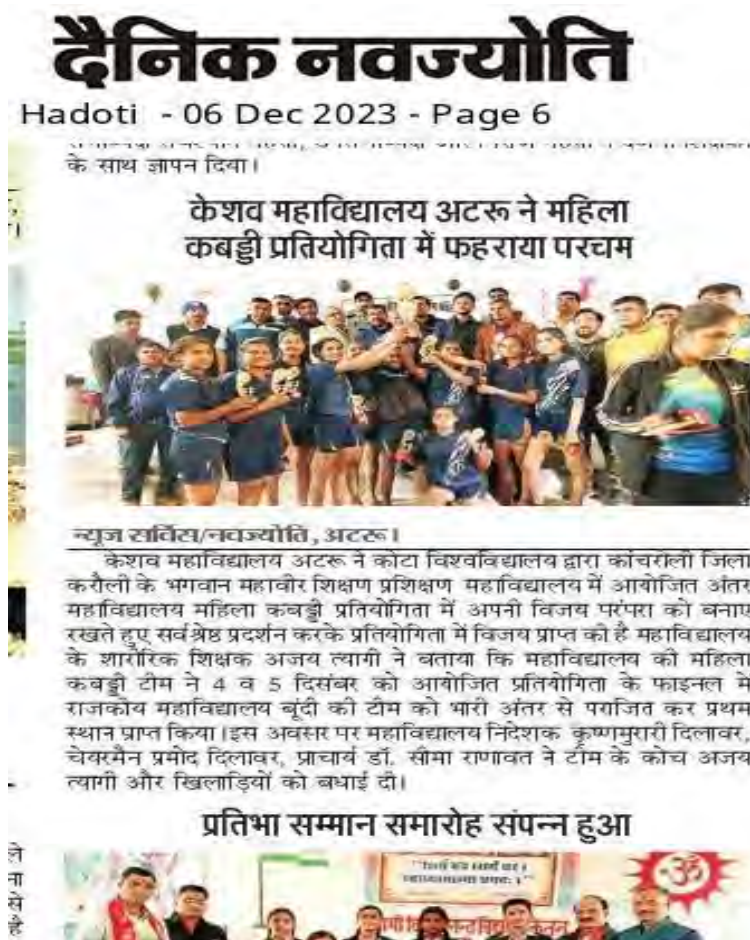 दैनिक नवज्योति
Hadoti - 06 Dec 2023 - Page 6
के साथ ज्ञापन दिया।
केशव महाविद्यालय अटरू ने महिला
कबड्डी प्रतियोगिता में फहराया परचम
न्यूज सर्विस/नवज्योति, अटरू।
केशव महाविद्यालय अटरू ने कोटा विश्वविद्यालय द्वारा कांचरोली जिला
करौली के भगवान महावीर शिक्षण प्रशिक्षण महाविद्यालय में आयोजित अंतर
महाविद्यालय महिला कबड्डी प्रतियोगिता में अपनी विजय परंपरा को बनाए
रखते हुए सर्वश्रेष्ठ प्रदर्शन करके प्रतियोगिता में विजय प्राप्त की है महाविद्यालय
के शारीरिक शिक्षक अजय त्यागी ने बताया कि महाविद्यालय की महिला
कबड्डी टीम ने 4 व 5 दिसंबर को आयोजित प्रतियोगिता के फाइनल में
राजकीय महाविद्यालय बूंदी की टीम को भारी अंतर से पराजित कर प्रथम
स्थान प्राप्त किया।इस अवसर पर महाविद्यालय निदेशक कृष्णमुरारी दिलावर,
चेयरमैन प्रमोद दिलावर, प्राचार्य डॉ. सीमा राणावत ने टीम के कोच अजय
त्यागी और खिलाड़ियों को बधाई दी।
प्रतिभा सम्मान समारोह संपन्न हुआ
ॐ